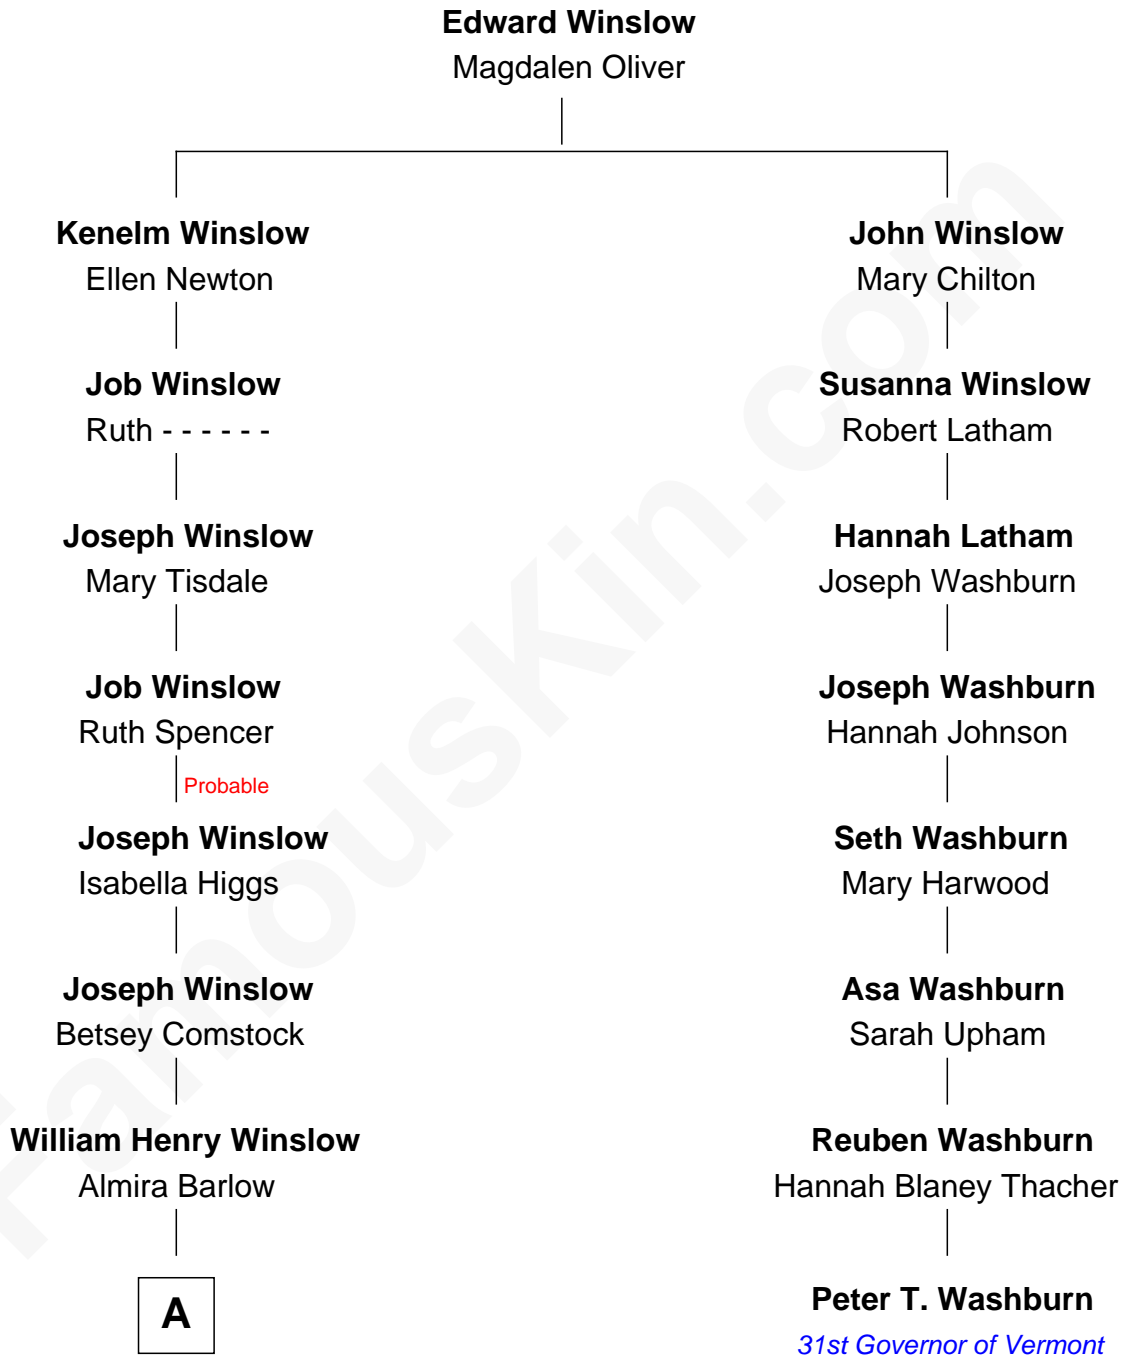 Edward Winslow
Magdalen Oliver
Kenelm Winslow
Ellen Newton
Job Winslow
Ruth - - - - - -
Joseph Winslow
Mary Tisdale
Job Winslow
Ruth Spencer
Probable
Joseph Winslow
Isabella Higgs
Joseph Winslow
Betsey Comstock
William Henry Winslow
Almira Barlow
A
John Winslow
Mary Chilton
Susanna Winslow
Robert Latham
Hannah Latham
Joseph Washburn
Joseph Washburn
Hannah Johnson
Seth Washburn
Mary Harwood
Asa Washburn
Sarah Upham
Reuben Washburn
Hannah Blaney Thacher
Peter T. Washburn
31st Governor of Vermont
FamousKin.com